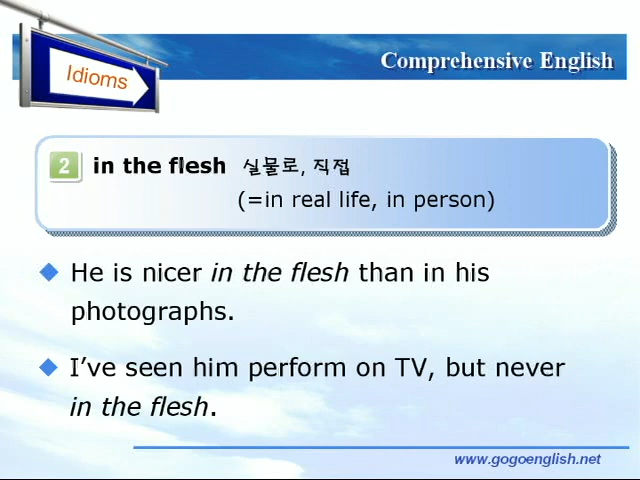 Idioms
Comprehensive English
2 in the flesh 실물로, 직접
(=in real life, in person)
He is nicer in the flesh than in his
photographs.
I’ve seen him perform on TV, but never
in the flesh.
www.gogoenglish.net